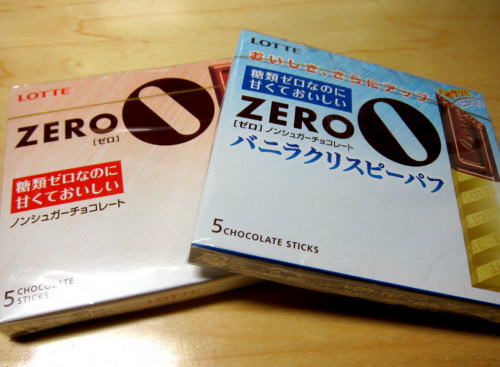 LOTTE
ZERO
[ゼロ]
糖類ゼロなのに
甘くておいしい
ノンシュガーチョコレート
5 CHOCOLATE
STICKS
LOTTE
おいしさ、さらにアップ
糖類ゼロなのに
甘くておいしい
ZERO
[ゼロ] ノンシュガーチョコレート
バニラクリスピーパフ
5 CHOCOLATE STICKS